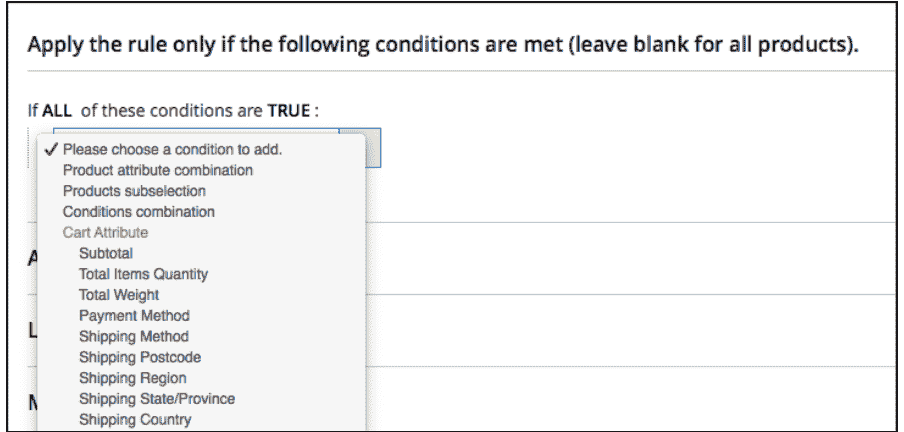 Apply the rule only if the following conditions are met (leave blank for all products).
If ALL of these conditions are TRUE :
✓ Please choose a condition to add.
Product attribute combination
Products subselection
Conditions combination
Cart Attribute
Subtotal
Total Items Quantity
Total Weight
Payment Method
Shipping Method
Shipping Postcode
Shipping Region
Shipping State/Province
Shipping Country